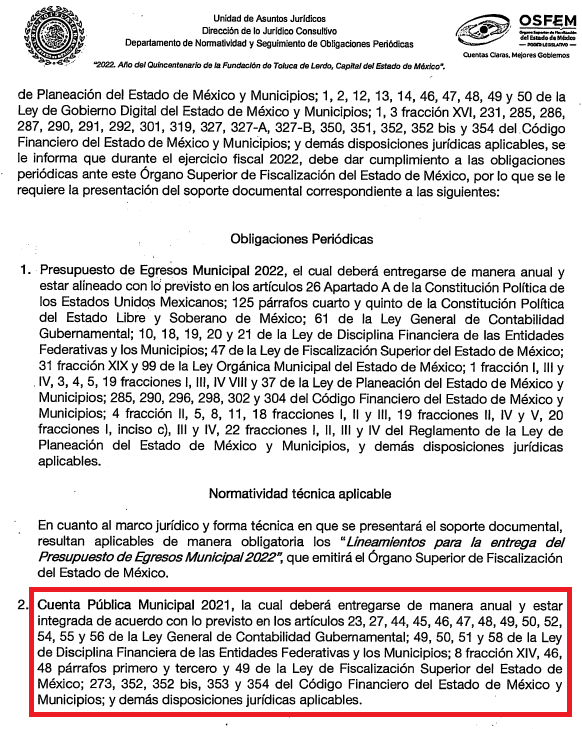 Unidad de Asuntos Jurídicos
Dirección de lo Jurídico Consultivo
Departamento de Normatividad y Seguimiento de Obligaciones Periódicas
"2022. Año del Quincentenario de la Fundación de Toluca de Lerdo, Capital del Estado de México".
OSFEM
Órgano Superior de Fiscalización
del Estado de México
PODER LEGISLATIVO
Cuentas Claras, Mejores Gobiernos
de Planeación del Estado de México y Municipios; 1, 2, 12, 13, 14, 46, 47, 48, 49 y 50 de la
Ley de Gobierno Digital del Estado de México y Municipios; 1, 3 fracción XVI, 231, 285, 286,
287, 290, 291, 292, 301, 319, 327, 327-A, 327-B, 350, 351, 352, 352 bis y 354 del Código
Financiero del Estado de México y Municipios; y demás disposiciones jurídicas aplicables, se
le informa que durante el ejercicio fiscal 2022, debe dar cumplimiento a las obligaciones
periódicas ante este Órgano Superior de Fiscalización del Estado de México, por lo que se le
requiere la presentación del soporte documental correspondiente a las siguientes:
Obligaciones Periódicas
1. Presupuesto de Egresos Municipal 2022, el cual deberá entregarse de manera anual y
estar alineado con lo previsto en los artículos 26 Apartado A de la Constitución Política de
los Estados Unidos Mexicanos; 125 párrafos cuarto y quinto de la Constitución Política
del Estado Libre y Soberano de México; 61 de la Ley General de Contabilidad
Gubernamental; 10, 18, 19, 20 y 21 de la Ley de Disciplina Financiera de las Entidades
Federativas y los Municipios; 47 de la Ley de Fiscalización Superior del Estado de México;
31 fracción XIX y 99 de la Ley Orgánica Municipal del Estado de México; 1 fracción I, III y
IV, 3, 4, 5, 19 fracciones I, III, IV VIII y 37 de la Ley de Planeación del Estado de México y
Municipios; 285, 290, 296, 298, 302 y 304 del Código Financiero del Estado de México y
Municipios; 4 fracción II, 5, 8, 11, 18 fracciones I, II y III, 19 fracciones II, IV y V, 20
fracciones I, inciso c), III y IV, 22 fracciones I, II, III y IV del Reglamento de la Ley de
Planeación del Estado de México y Municipios, y demás disposiciones jurídicas
aplicables.
Normatividad técnica aplicable
En cuanto al marco jurídico y forma técnica en que se presentará el soporte documental,
resultan aplicables de manera obligatoria los "Lineamientos para la entrega del
Presupuesto de Egresos Municipal 2022", que emitirá el Órgano Superior de Fiscalización
del Estado de México.
2. Cuenta Pública Municipal 2021, la cual deberá entregarse de manera anual y estar
integrada de acuerdo con lo previsto en los artículos 23, 27, 44, 45, 46, 47, 48, 49, 50, 52,
54, 55 y 56 de la Ley General de Contabilidad Gubernamental; 49, 50, 51 y 58 de la Ley
de Disciplina Financiera de las Entidades Federativas y los Municipios; 8 fracción XIV, 46,
48 párrafos primero y tercero y 49 de la Ley de Fiscalización Superior del Estado de
México; 273, 352, 352 bis, 353 y 354 del Código Financiero del Estado de México y
Municipios; y demás disposiciones jurídicas aplicables.